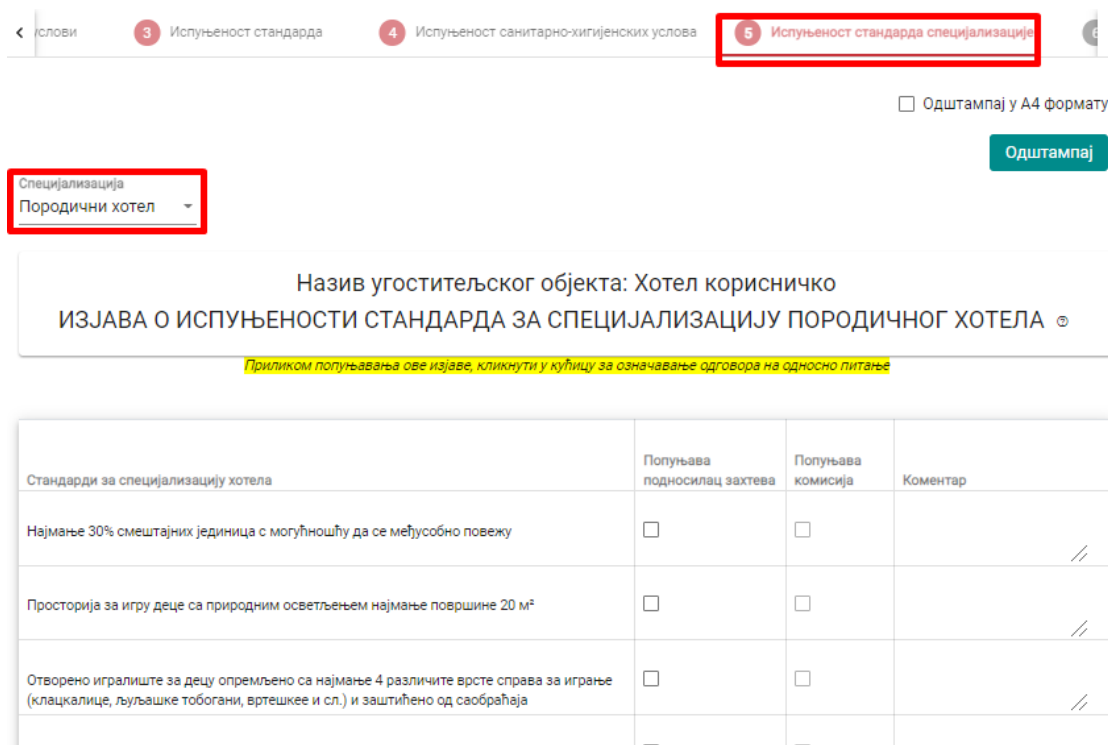 услови
3 Испуњеност стандарда
4 Испуњеност санитарно-хигијенских услова
5 Испуњеност стандарда специјализације
6
Одштампај у А4 формату
Одштампај
Специјализација
Породични хотел
Назив угоститељског објекта: Хотел корисничко
ИЗЈАВА О ИСПУЊЕНОСТИ СТАНДАРДА ЗА СПЕЦИЈАЛИЗАЦИЈУ ПОРОДИЧНОГ ХОТЕЛА
Приликом попуњавања ове изјаве, кликнути у кућицу за означавање одговора на односно питање
Стандарди за специјализацију хотела
Попуњава
подносилац захтева
Попуњава
комисија
Коментар
Најмање 30% смештајних јединица с могућношћу да се међусобно повежу
Просторија за игру деце са природним осветљењем најмање површине 20 м²
Отворено игралиште за децу опремљено са најмање 4 различите врсте справа за играње
(клацкалице, љуљашке тобогани, вртешкее и сл.) и заштићено од саобраћаја